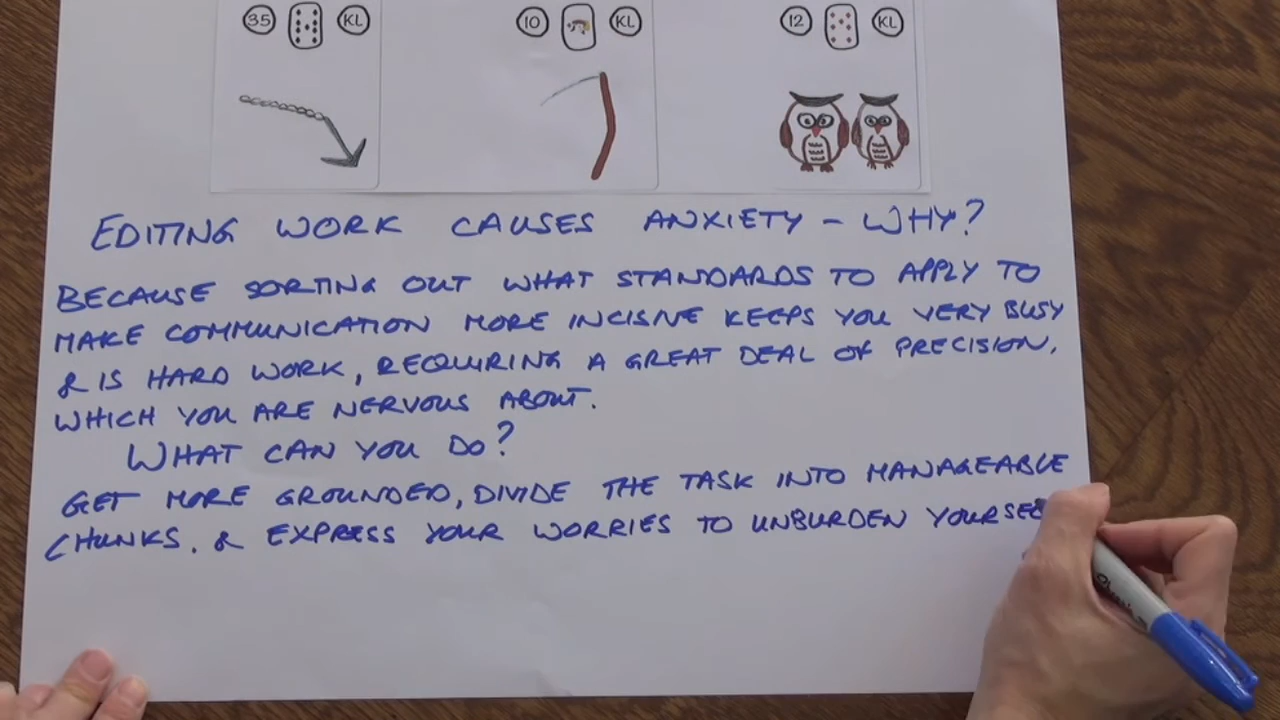 35 KL 10 KL 12 KL
EDITING WORK CAUSES ANXIETY - WHY?
BECAUSE SORTING OUT WHAT STANDARDS TO APPLY TO
MAKE COMMUNICATION MORE INCISIVE KEEPS YOU VERY BUSY
& IS HARD WORK, REQUIRING A GREAT DEAL OF PRECISION,
WHICH YOU ARE NERVOUS ABOUT.
WHAT CAN YOU DO?
GET MORE GROUNDED, DIVIDE THE TASK INTO MANAGEABLE
CHUNKS. & EXPRESS YOUR WORRIES TO UNBURDEN